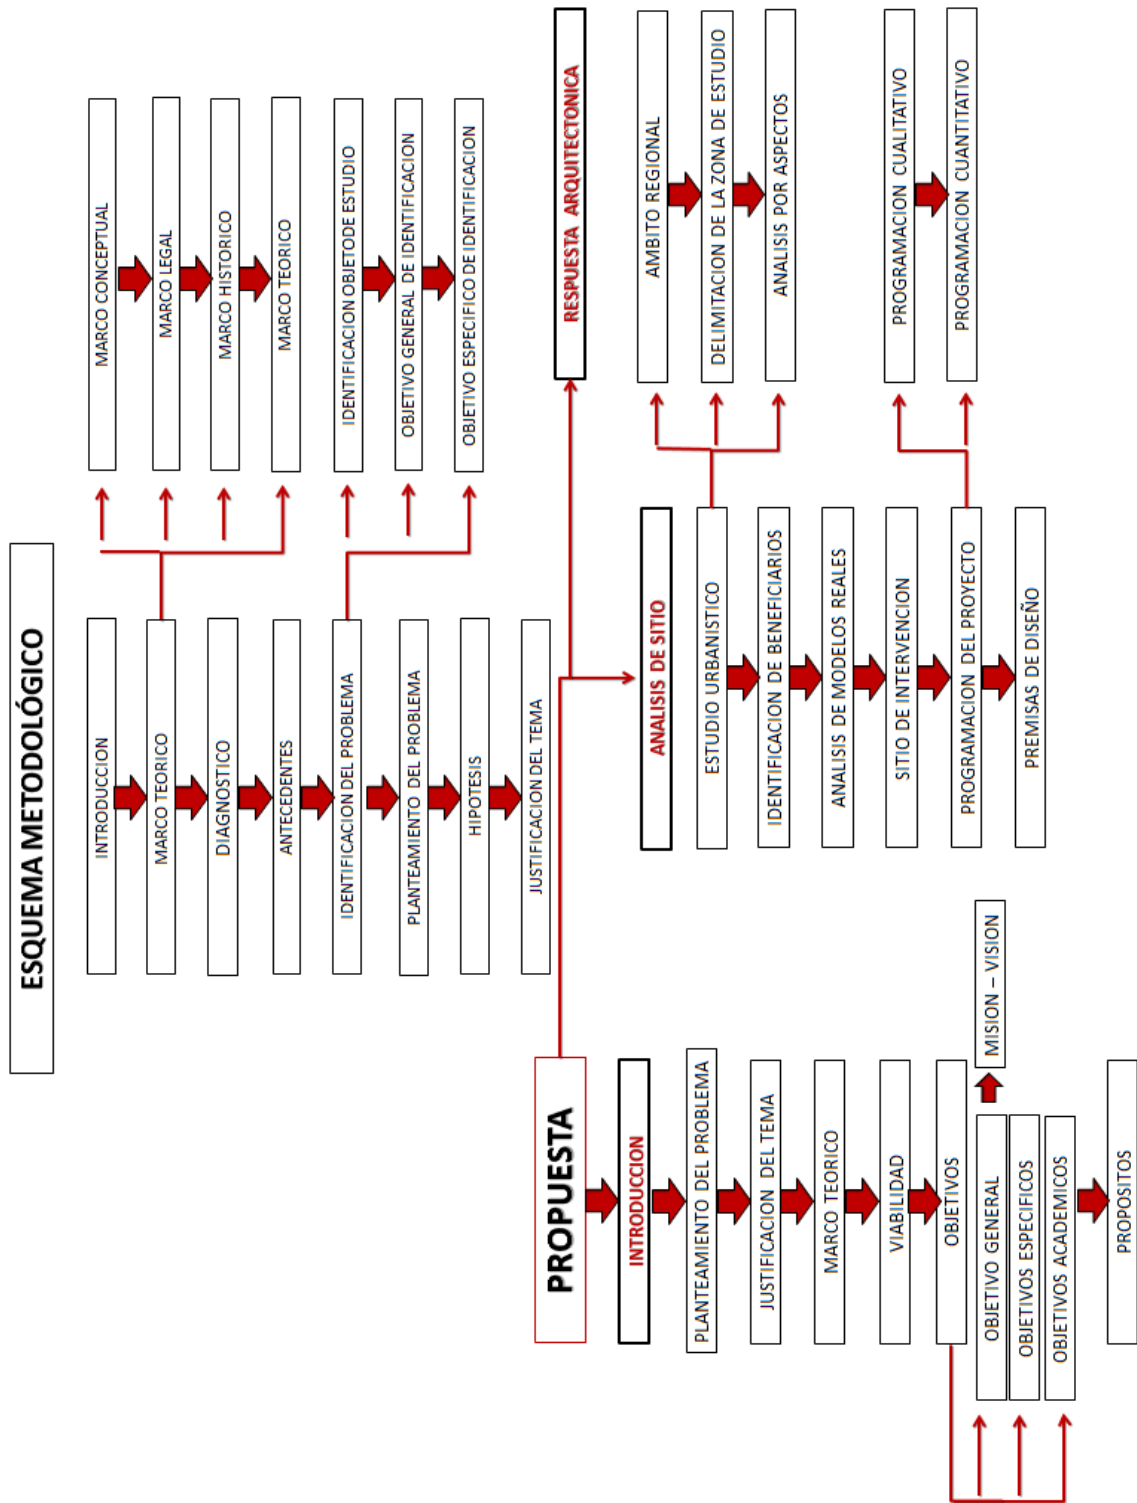 ESQUEMA METODOLÓGICO
INTRODUCCION
MARCO TEORICO
DIAGNOSTICO
ANTECEDENTES
IDENTIFICACION DEL PROBLEMA
PLANTEAMIENTO DEL PROBLEMA
HIPOTESIS
JUSTIFICACION DEL TEMA
MARCO CONCEPTUAL
MARCO LEGAL
MARCO HISTORICO
MARCO TEORICO
IDENTIFICACION OBJETODE ESTUDIO
OBJETIVO GENERAL DE IDENTIFICACION
OBJETIVO ESPECIFICO DE IDENTIFICACION
PROPUESTA
INTRODUCCION
PLANTEAMIENTO DEL PROBLEMA
JUSTIFICACION DEL TEMA
MARCO TEORICO
VIABILIDAD
OBJETIVOS
OBJETIVO GENERAL
OBJETIVOS ESPECIFICOS
OBJETIVOS ACADEMICOS
MISION – VISION
PROPOSITOS
ANALISIS DE SITIO
ESTUDIO URBANISTICO
IDENTIFICACION DE BENEFICIARIOS
ANALISIS DE MODELOS REALES
SITIO DE INTERVENCION
PROGRAMACION DEL PROYECTO
PREMISAS DE DISEÑO
RESPUESTA ARQUITECTONICA
AMBITO REGIONAL
DELIMITACION DE LA ZONA DE ESTUDIO
ANALISIS POR ASPECTOS
PROGRAMACION CUALITATIVO
PROGRAMACION CUANTITATIVO